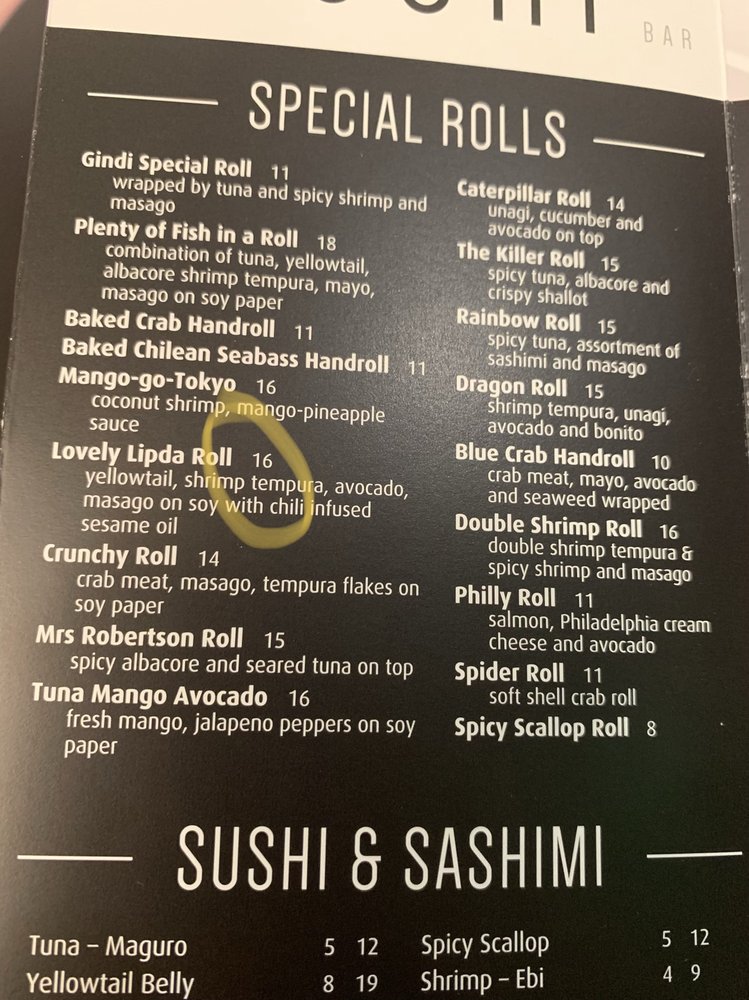 BAR
SPECIAL ROLLS
Gindi Special Roll 11
wrapped by tuna and spicy shrimp and
masago
Plenty of Fish in a Roll 18
combination of tuna, yellowtail,
albacore shrimp tempura, mayo,
masago on soy paper
Baked Crab Handroll 11
Baked Chilean Seabass Handroll 11
Mango-go-Tokyo 16
coconut shrimp, mango-pineapple
sauce
Lovely Lipda Roll 16
yellowtail, shrimp tempura, avocado,
masago on soy with chili infused
sesame oil
Crunchy Roll 14
crab meat, masago, tempura flakes on
soy paper
Mrs Robertson Roll 15
spicy albacore and seared tuna on top
Tuna Mango Avocado 16
fresh mango, jalapeno peppers on soy
paper
Caterpillar Roll 14
unagi, cucumber and
avocado on top
The Killer Roll 15
spicy tuna, albacore and
crispy shallot
Rainbow Roll 15
spicy tuna, assortment of
sashimi and masago
Dragon Roll 15
shrimp tempura, unagi,
avocado and bonito
Blue Crab Handroll 10
crab meat, mayo, avocado
and seaweed wrapped
Double Shrimp Roll 16
double shrimp tempura &
spicy shrimp and masago
Philly Roll 11
salmon, Philadelphia cream
cheese and avocado
Spider Roll 11
soft shell crab roll
Spicy Scallop Roll 8
SUSHI & SASHIMI
Tuna – Maguro 5 12
Yellowtail Belly 8 19
Spicy Scallop 5 12
Shrimp – Ebi 4 9